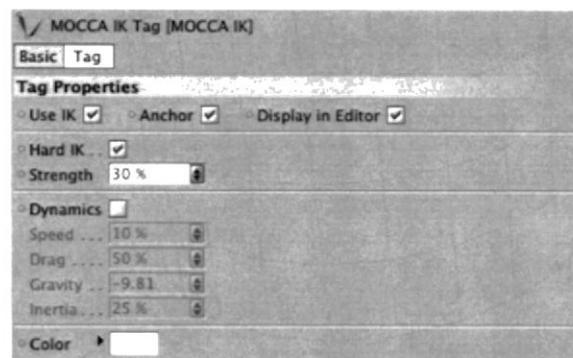 MOCCA IK Tag [MOCCA IK]
Basic Tag
Tag Properties
Use IK Anchor Display in Editor
Hard IK . .
Strength 30 %
Dynamics
Speed . . . 10 %
Drag . . . . 50 %
Gravity . . -9.81
Inertia . . . 25 %
Color